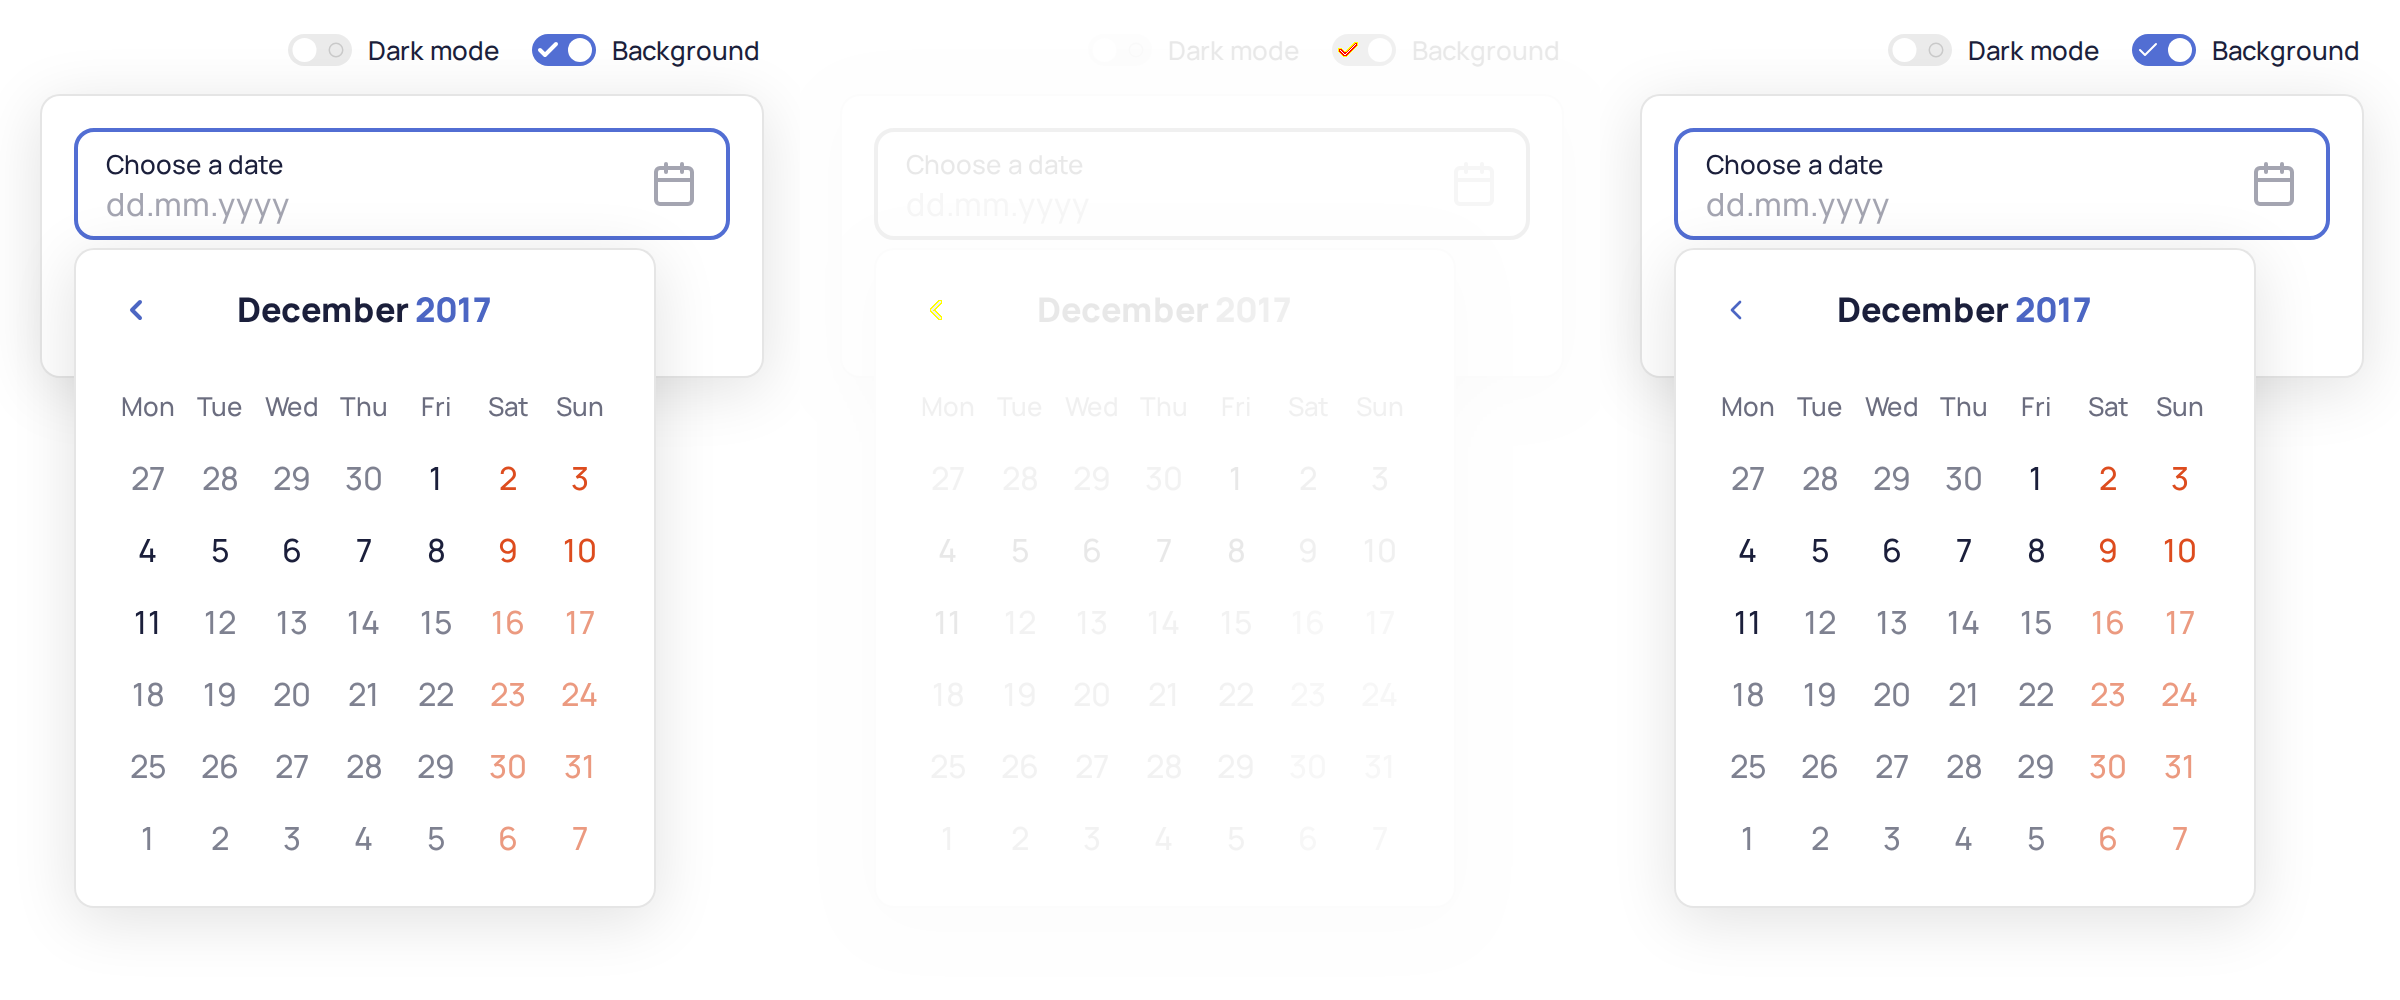 Dark mode Background
Choose a date
dd.mm.yyyy
December 2017
Mon Tue Wed Thu Fri Sat Sun
27 28 29 30 1 2 3
4 5 6 7 8 9 10
11 12 13 14 15 16 17
18 19 20 21 22 23 24
25 26 27 28 29 30 31
1 2 3 4 5 6 7
Dark mode Background
Choose a date
dd.mm.yyyy
December 2017
Mon Tue Wed Thu Fri Sat Sun
27 28 29 30 1 2 3
4 5 6 7 8 9 10
11 12 13 14 15 16 17
18 19 20 21 22 23 24
25 26 27 28 29 30 31
1 2 3 4 5 6 7
Dark mode Background
Choose a date
dd.mm.yyyy
December 2017
Mon Tue Wed Thu Fri Sat Sun
27 28 29 30 1 2 3
4 5 6 7 8 9 10
11 12 13 14 15 16 17
18 19 20 21 22 23 24
25 26 27 28 29 30 31
1 2 3 4 5 6 7